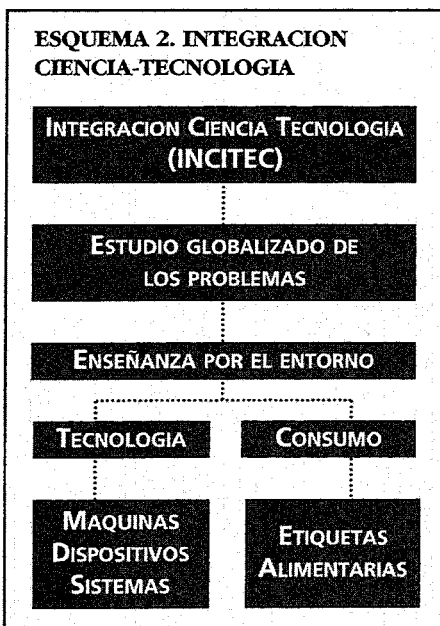 ESQUEMA 2. INTEGRACION
CIENCIA-TECNOLOGIA
INTEGRACION CIENCIA TECNOLOGIA
(INCITEC)
ESTUDIO GLOBALIZADO DE
LOS PROBLEMAS
ENSEÑANZA POR EL ENTORNO
TECNOLOGIA
CONSUMO
MAQUINAS
DISPOSITIVOS
SISTEMAS
ETIQUETAS
ALIMENTARIAS